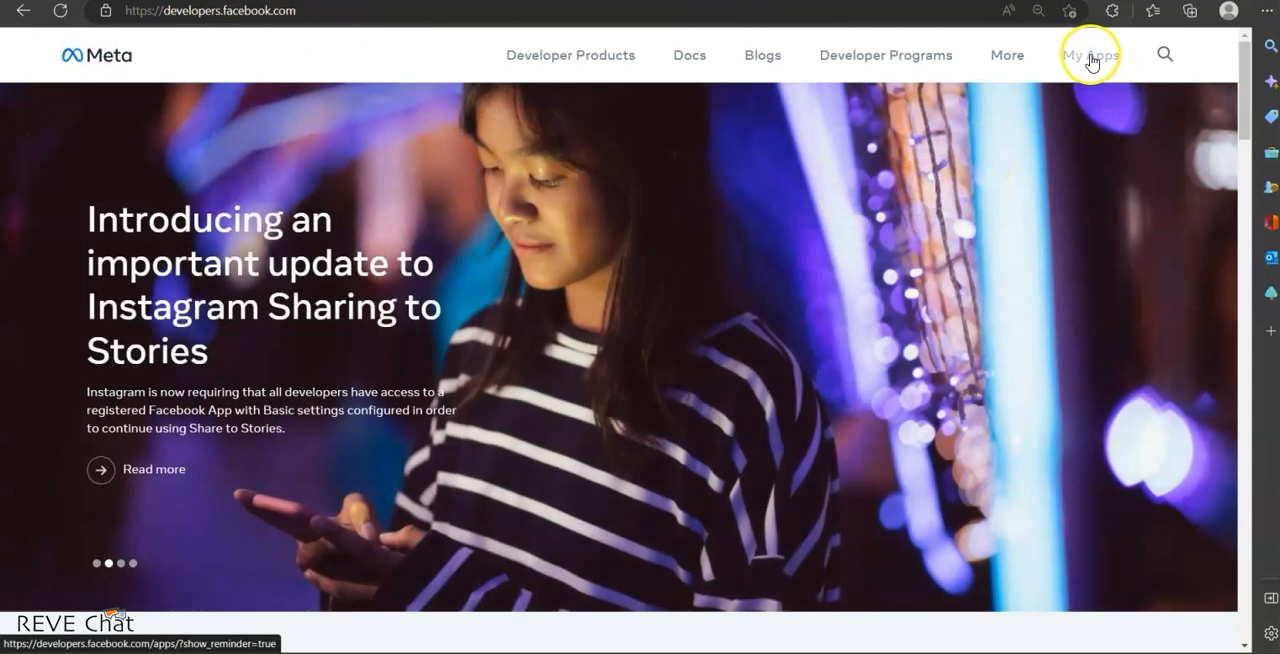 https://developers.facebook.com
Meta
Developer Products Docs Blogs Developer Programs More My Apps
Introducing an
important update to
Instagram Sharing to
Stories
Instagram is now requiring that all developers have access to a
registered Facebook App with Basic settings configured in order
to continue using Share to Stories.
Read more
REVE Chat
https://developers.facebook.com/apps/?show_reminder=true